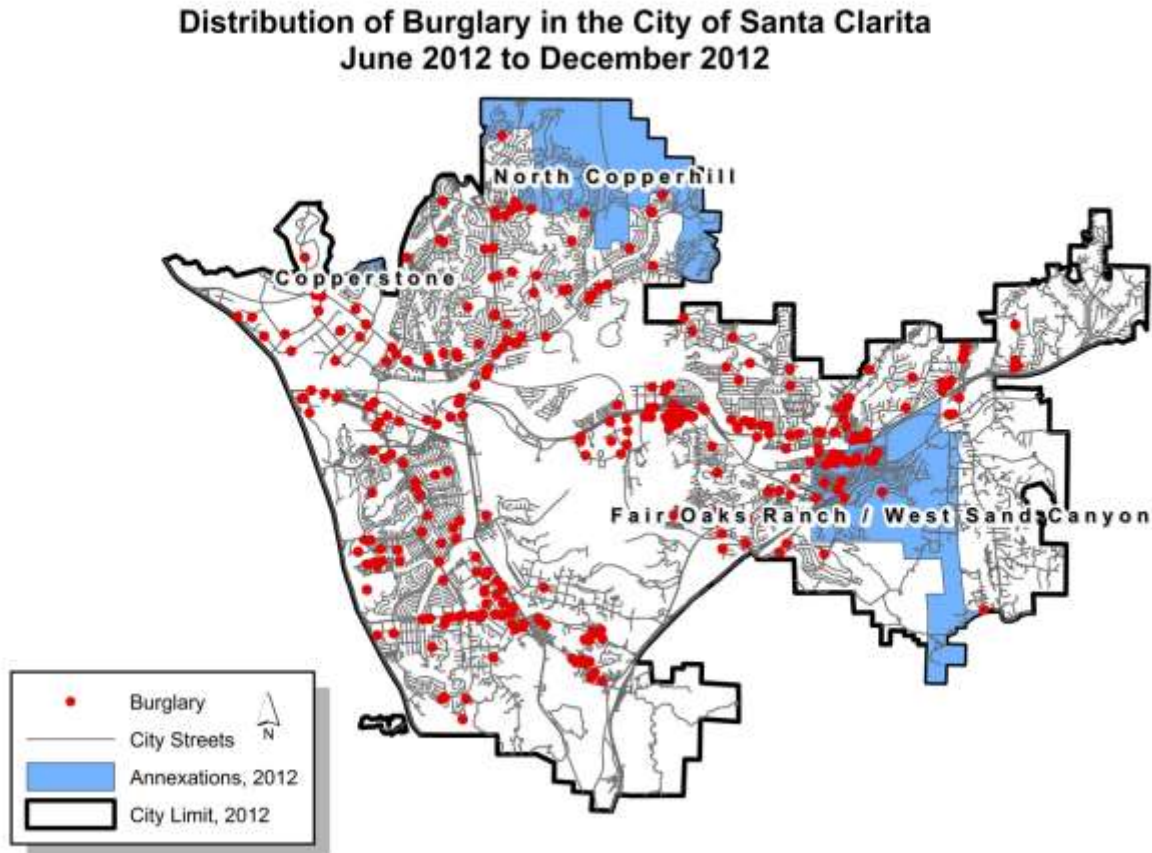 Distribution of Burglary in the City of Santa Clarita
June 2012 to December 2012
North Copperhill
Copperstone
Fair Oaks Ranch / West Sand Canyon
Burglary
N
City Streets
Annexations, 2012
City Limit, 2012